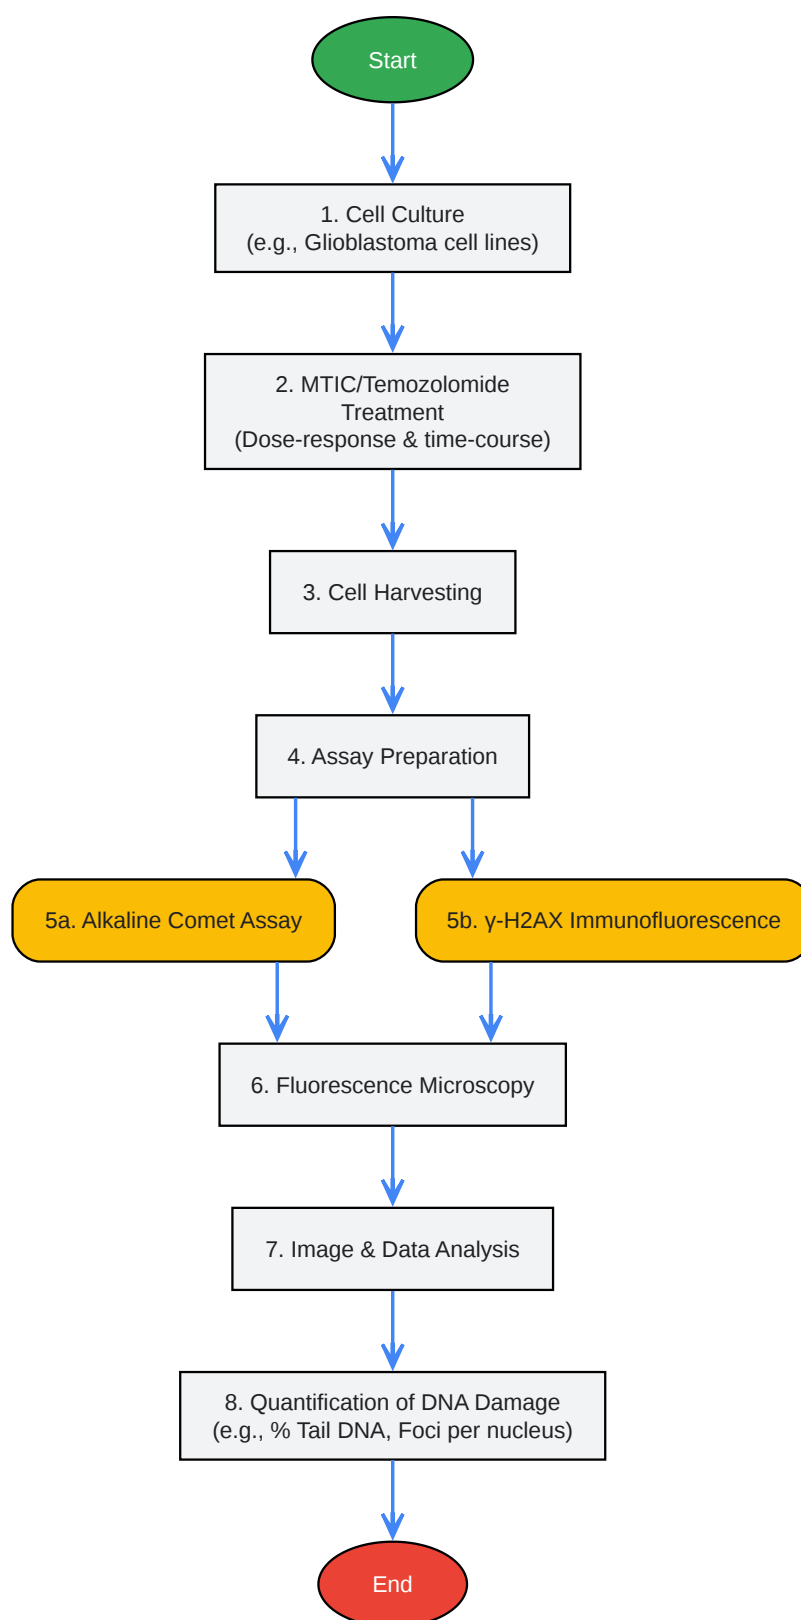 Start
1. Cell Culture
(e.g., Glioblastoma cell lines)
2. MTIC/Temozolomide
Treatment
(Dose-response & time-course)
3. Cell Harvesting
4. Assay Preparation
5a. Alkaline Comet Assay
5b. γ-H2AX Immunofluorescence
6. Fluorescence Microscopy
7. Image & Data Analysis
8. Quantification of DNA Damage
(e.g., % Tail DNA, Foci per nucleus)
End